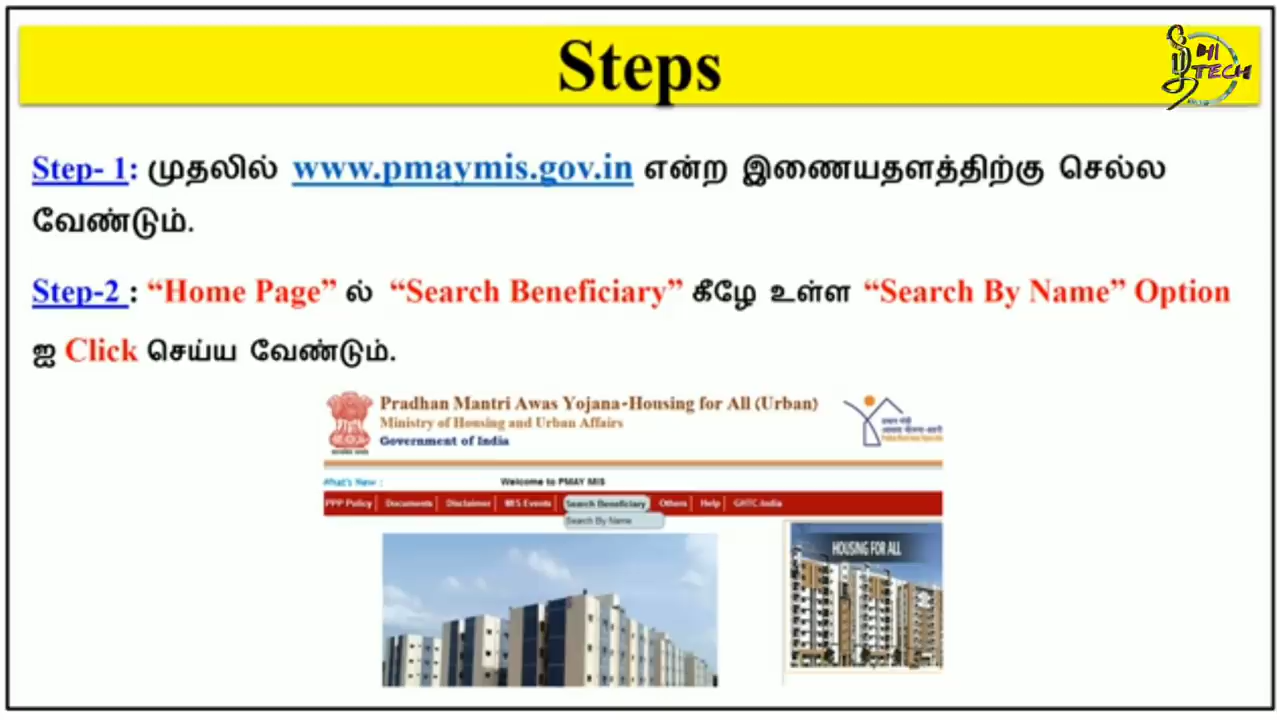 Steps
தமிழா TECH
Step- 1: முதலில் www.pmaymis.gov.in என்ற இணையதளத்திற்கு செல்ல
வேண்டும்.
Step-2 : “Home Page” ல் “Search Beneficiary” கீழே உள்ள “Search By Name” Option
ஐ Click செய்ய வேண்டும்.
Pradhan Mantri Awas Yojana-Housing for All (Urban)
Ministry of Housing and Urban Affairs
Government of India
What's New : Welcome to PMAY MIS
PPP Policy Documents Disclaimer MIS Events Search Beneficiary Others Help GHTC-India
Search By Name
HOUSING FOR ALL